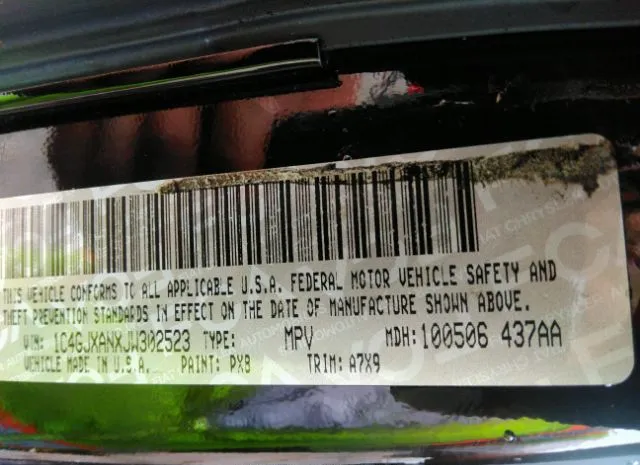 THIS VEHICLE CONFORMS TO ALL APPLICABLE U.S.A. FEDERAL MOTOR VEHICLE SAFETY AND
THEFT PREVENTION STANDARDS IN EFFECT ON THE DATE OF MANUFACTURE SHOWN ABOVE.
VIN: 1C4GJXANXJW302523 TYPE: MPV MDH: 100506 437AA
VEHICLE MADE IN U.S.A. PAINT: PX8 TRIM: A7X9